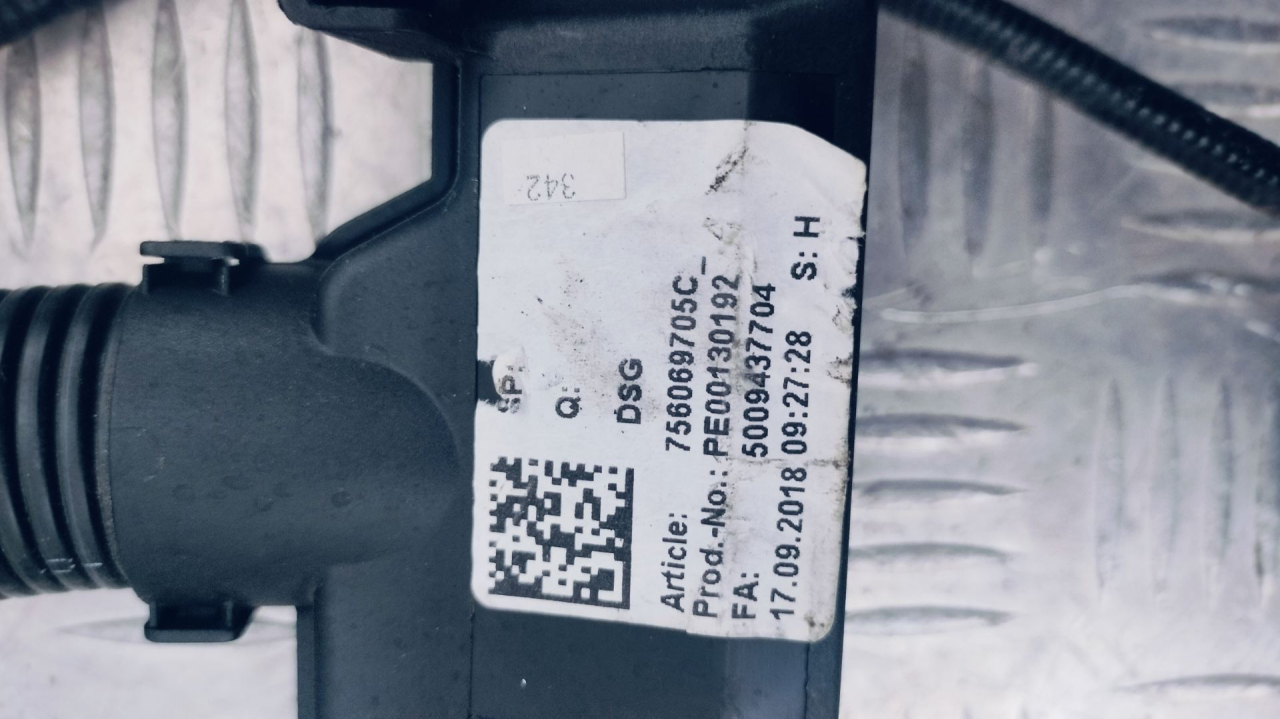 342
SP:
Q:
DSG
Article: 756069705C_
Prod.-No.: PE00130192
FA: 5009437704
17.09.2018 09:27:28 S: H